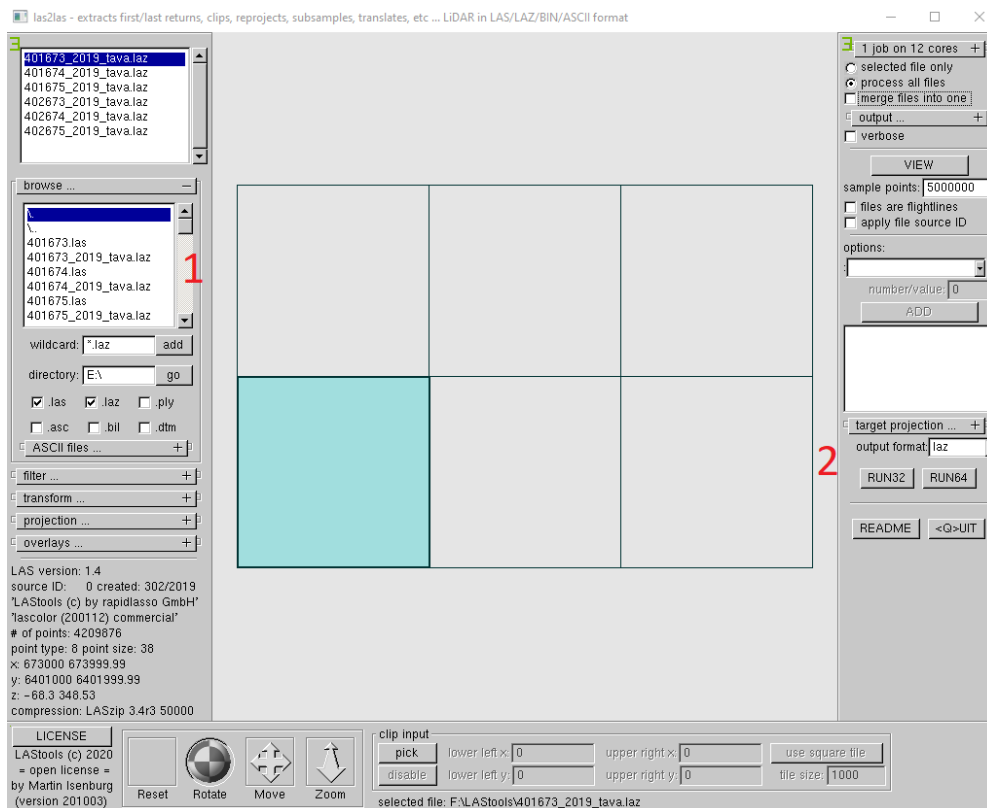 las2las - extracts first/last returns, clips, reprojects, subsamples, translates, etc ... LiDAR in LAS/LAZ/BIN/ASCII format
401673_2019_tava.laz
401674_2019_tava.laz
401675_2019_tava.laz
402673_2019_tava.laz
402674_2019_tava.laz
402675_2019_tava.laz
browse ...
\.
\..
401673.las
401673_2019_tava.laz
401674.las
401674_2019_tava.laz
401675.las
401675_2019_tava.laz
1
wildcard: *.laz add
directory: E:\ go
.las .laz .ply
.asc .bil .dtm
ASCII files ... +
filter ... +
transform ... +
projection ... +
overlays ... +
LAS version: 1.4
source ID: 0 created: 302/2019
'LAStools (c) by rapidlasso GmbH'
'lascolor (200112) commercial'
# of points: 4209876
point type: 8 point size: 38
x: 673000 673999.99
y: 6401000 6401999.99
z: -68.3 348.53
compression: LASzip 3.4r3 50000
1 job on 12 cores +
selected file only
process all files
merge files into one
output ... +
verbose
VIEW
sample points: 5000000
files are flightlines
apply file source ID
options:
:
number/value: 0
ADD
target projection ... +
2
output format: laz
RUN32 RUN64
README <Q>UIT
LICENSE
LAStools (c) 2020
= open license =
by Martin Isenburg
(version 201003)
Reset Rotate Move Zoom
clip input
pick lower left x: 0 upper right x: 0 use square tile
disable lower left y: 0 upper right y: 0 tile size: 1000
selected file: F:\LAStools\401673_2019_tava.laz